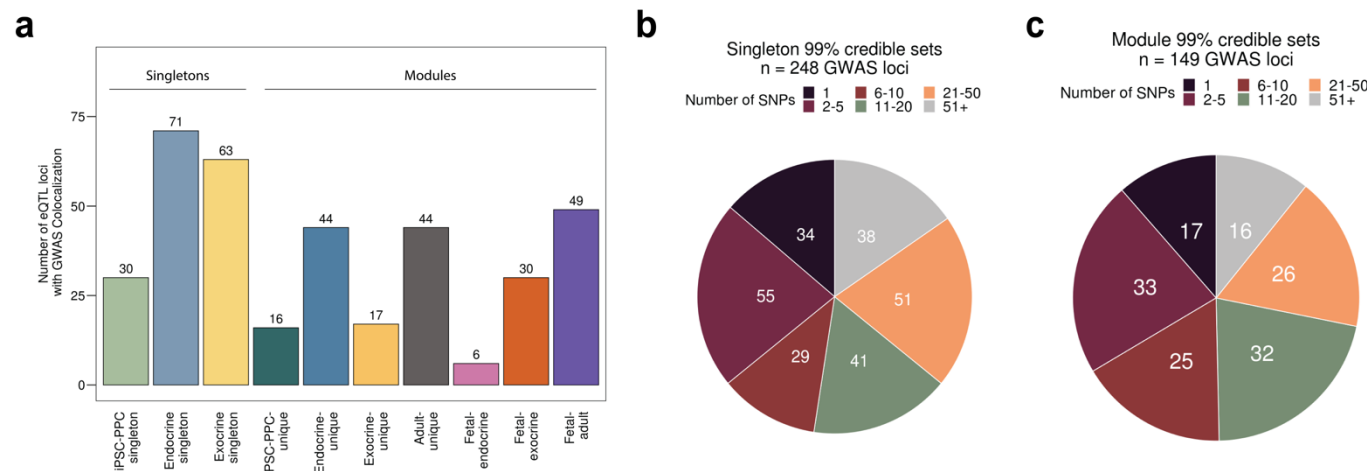 a
Singletons
Modules
Number of eQTL loci
with GWAS Colocalization
75
50
25
0
30
71
63
16
44
17
44
6
30
49
iPSC-PPC
singleton
Endocrine
singleton
Exocrine
singleton
PSC-PPC-
unique
Endocrine-
unique
Exocrine-
unique
Adult-
unique
Fetal-
endocrine
Fetal-
exocrine
Fetal-
adult
b
Singleton 99% credible sets
n = 248 GWAS loci
Number of SNPs
1 6-10 21-50
2-5 11-20 51+
34
38
55
51
29
41
c
Module 99% credible sets
n = 149 GWAS loci
Number of SNPs
1 6-10 21-50
2-5 11-20 51+
17
16
33
26
25
32